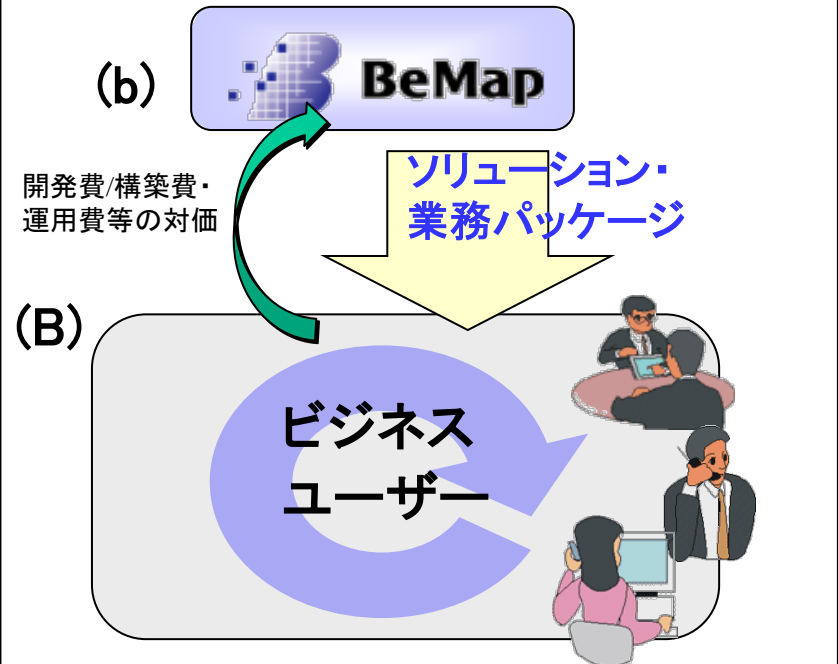 (b)
BeMap
開発費/構築費・
運用費等の対価
ソリューション・
業務パッケージ
(B)
ビジネス
ユーザー